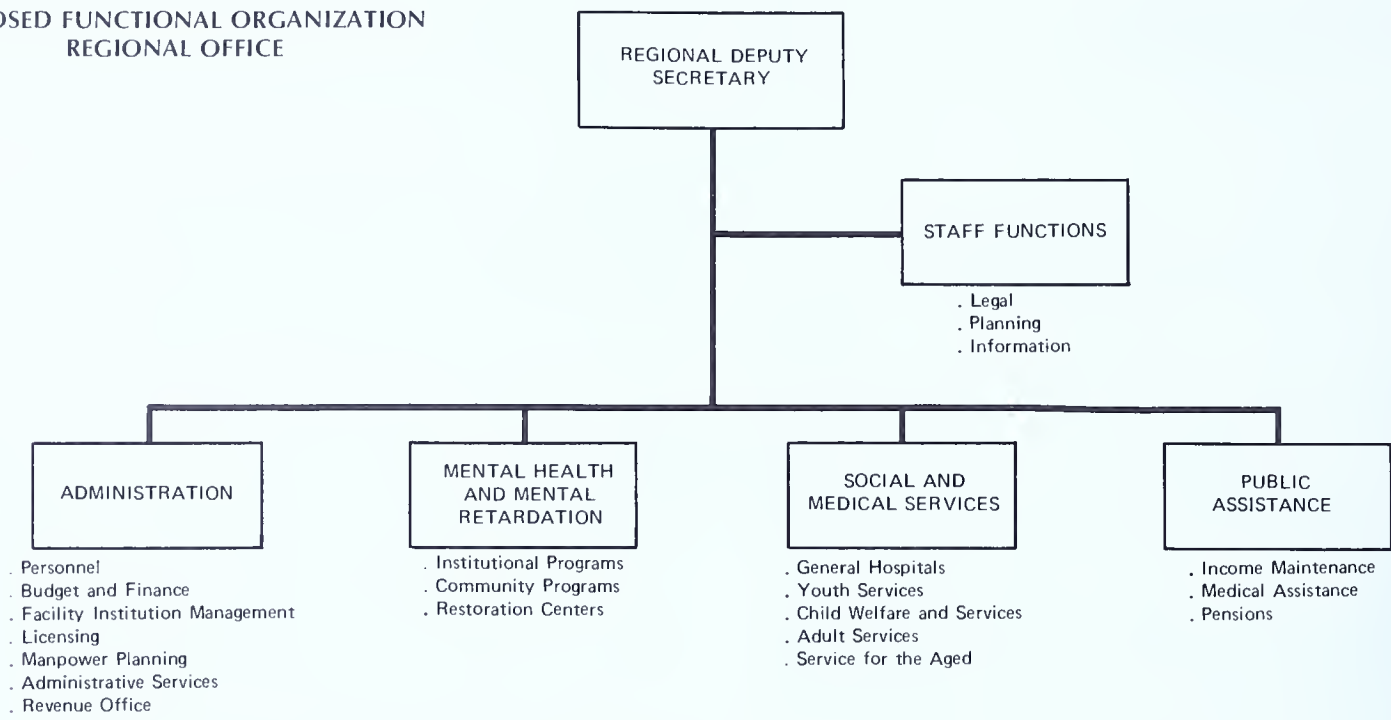 OSED FUNCTIONAL ORGANIZATION
REGIONAL OFFICE
REGIONAL DEPUTY
SECRETARY
STAFF FUNCTIONS
. Legal
. Planning
. Information
ADMINISTRATION
. Personnel
. Budget and Finance
. Facility Institution Management
. Licensing
. Manpower Planning
. Administrative Services
. Revenue Office
MENTAL HEALTH
AND MENTAL
RETARDATION
. Institutional Programs
. Community Programs
. Restoration Centers
SOCIAL AND
MEDICAL SERVICES
. General Hospitals
. Youth Services
. Child Welfare and Services
. Adult Services
. Service for the Aged
PUBLIC
ASSISTANCE
. Income Maintenance
. Medical Assistance
. Pensions